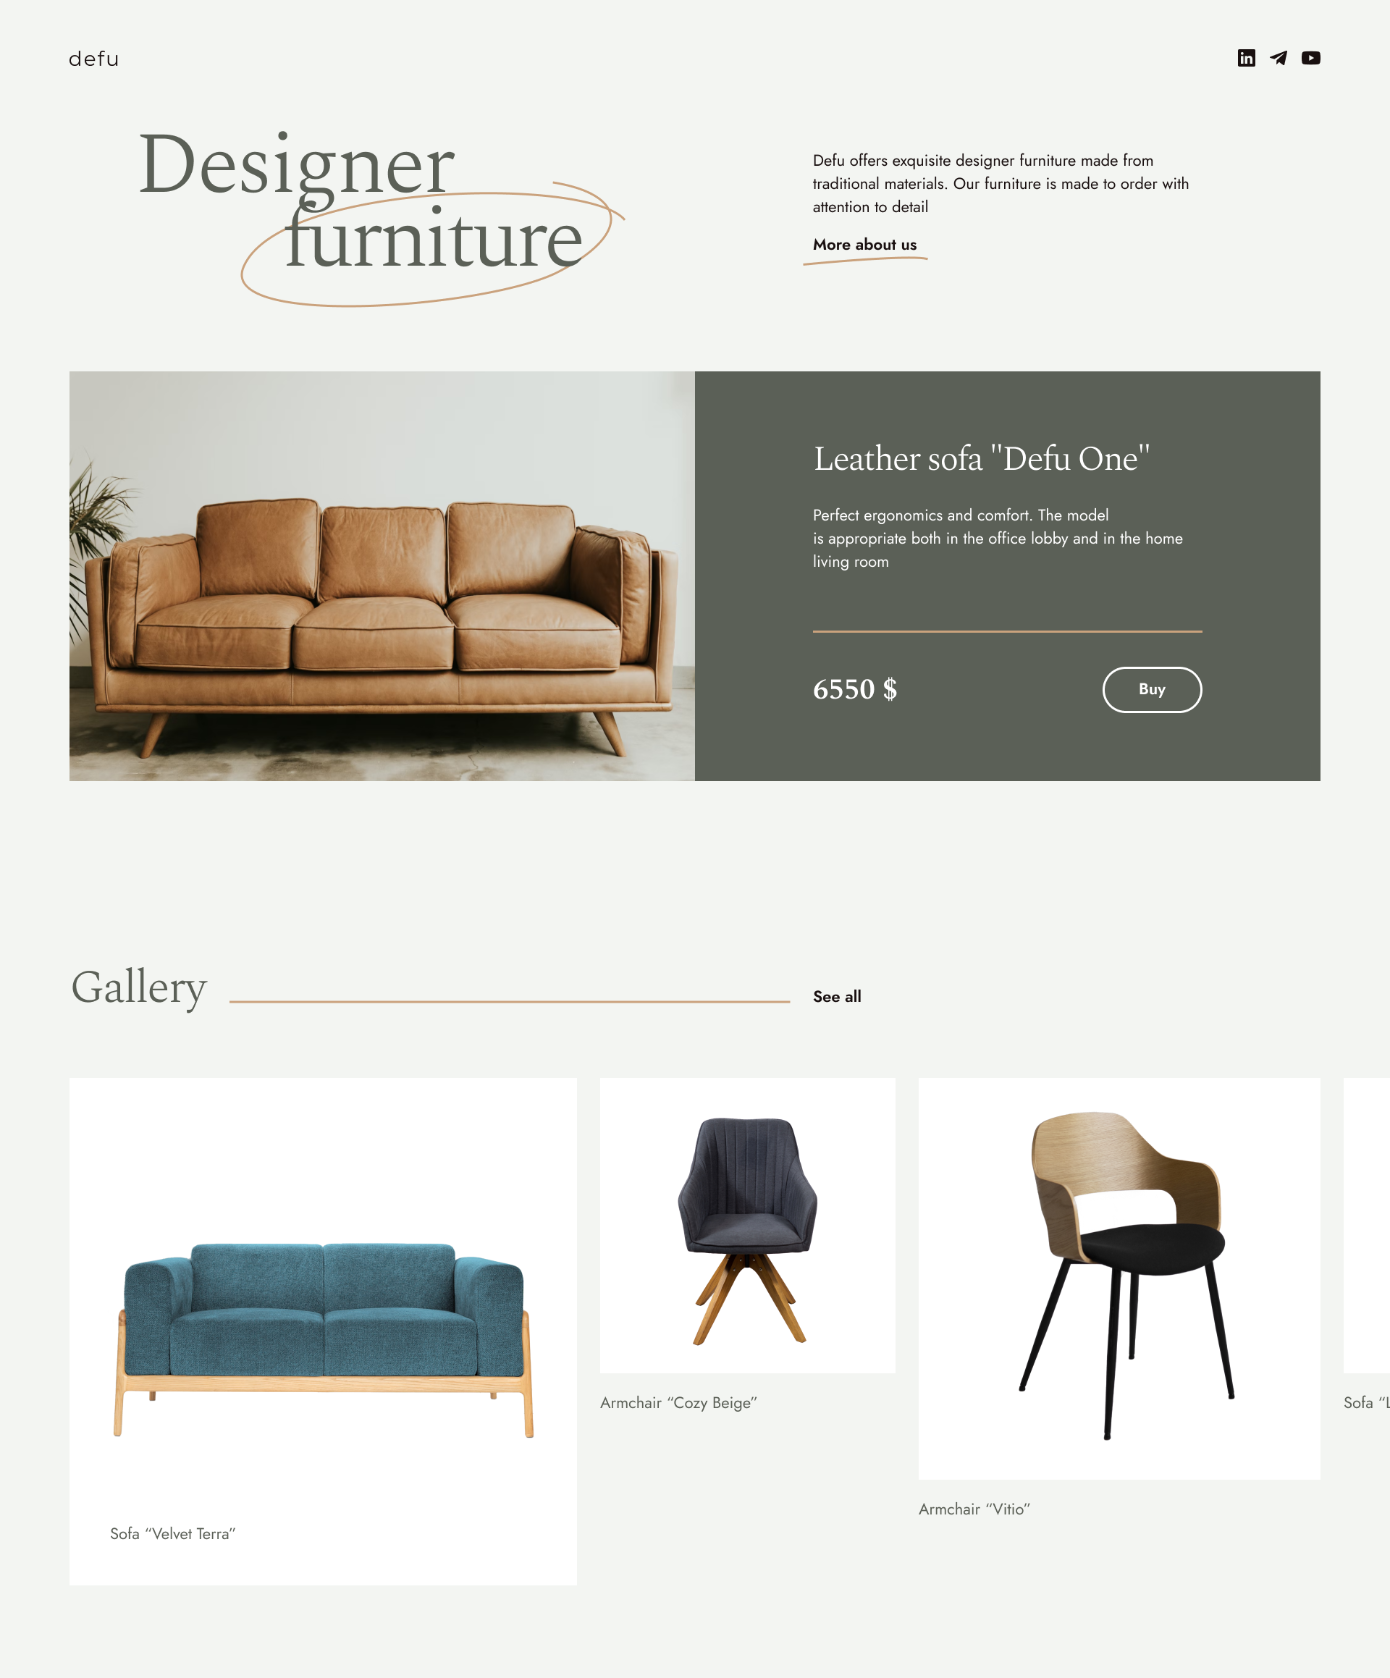 defu
Designer
furniture
Defu offers exquisite designer furniture made from
traditional materials. Our furniture is made to order with
attention to detail
More about us
Leather sofa "Defu One"
Perfect ergonomics and comfort. The model
is appropriate both in the office lobby and in the home
living room
6550 $
Buy
Gallery
See all
Sofa “Velvet Terra”
Armchair “Cozy Beige”
Armchair “Vitio”
Sofa